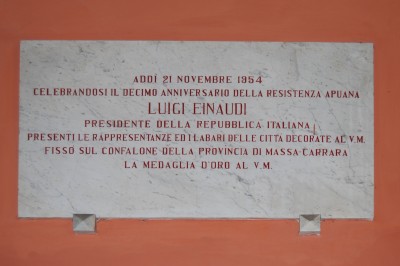 ADDÌ 21 NOVEMBRE 1954
CELEBRANDOSI IL DECIMO ANNIVERSARIO DELLA RESISTENZA APUANA
LUIGI EINAUDI
PRESIDENTE DELLA REPUBBLICA ITALIANA
PRESENTI LE RAPPRESENTANZE ED I LABARI DELLE CITTÀ DECORATE AL V.M.
FISSÒ SUL CONFALONE DELLA PROVINCIA DI MASSA-CARRARA
LA MEDAGLIA D'ORO AL V.M.